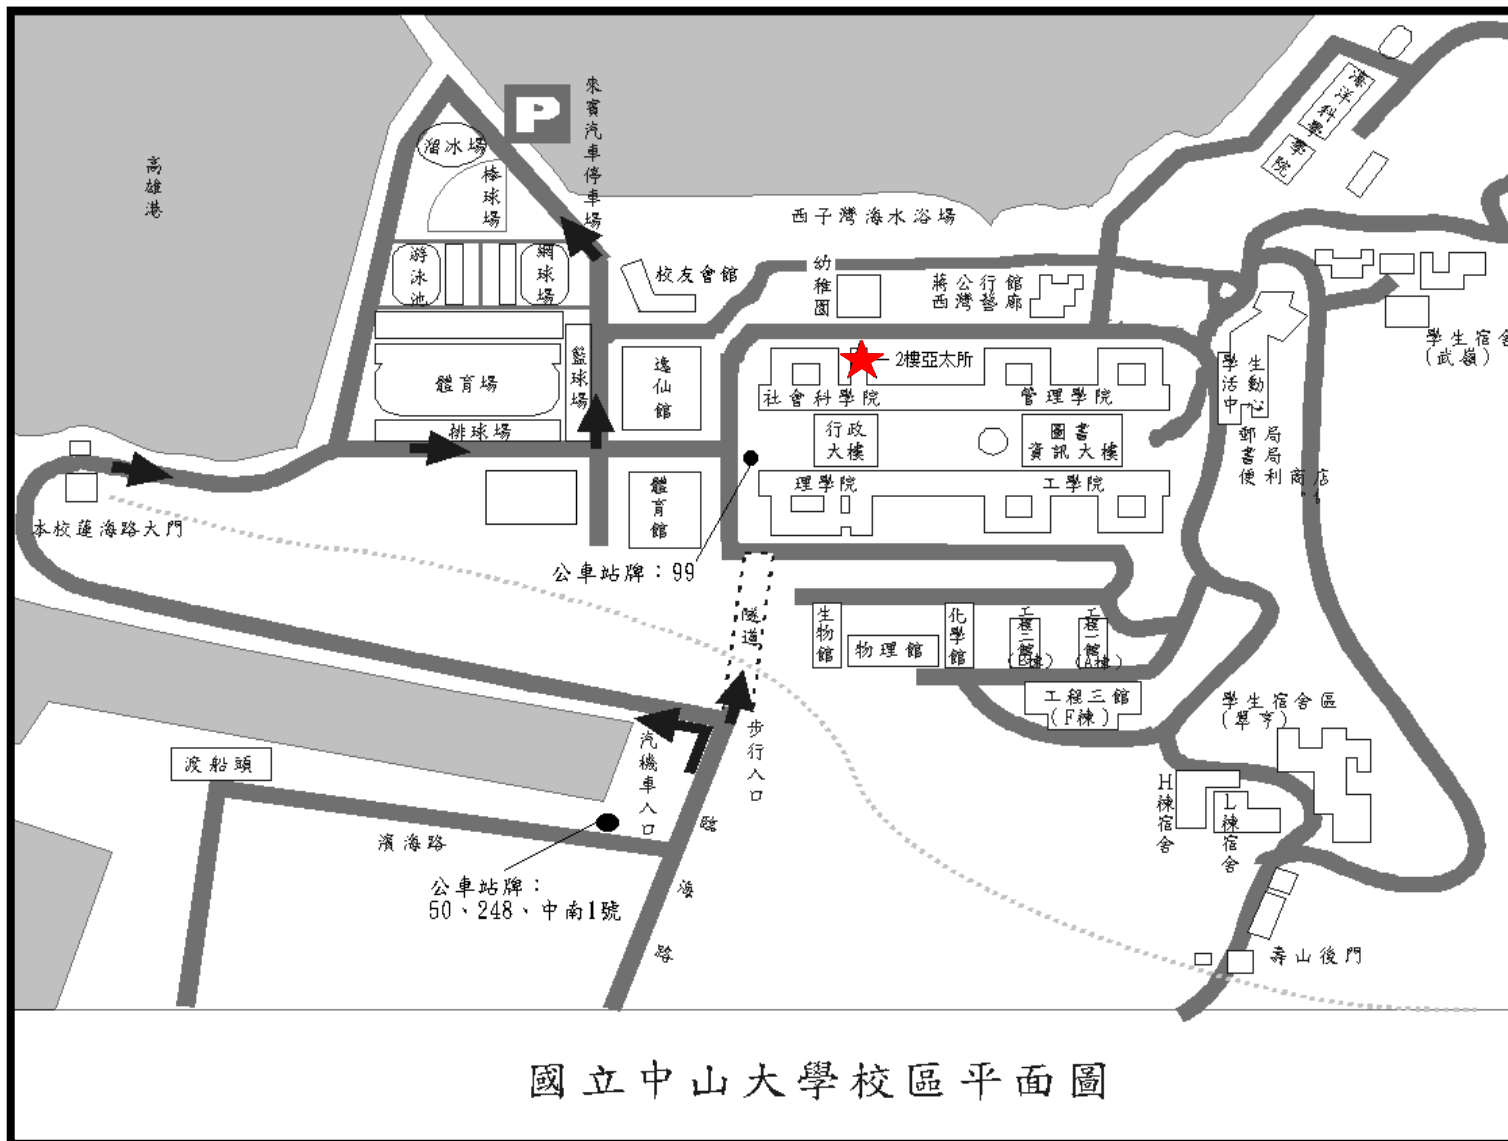 海洋科學
學院
P
來賓汽車停車場
溜冰場
棒球場
高雄港
西子灣海水浴場
游泳池
網球場
校友會館
幼稚園
蔣公行館
西灣藝廊
學生宿舍
(武嶺)
籃球場
體育場
排球場
逸仙館
2樓亞太所
社會科學院
管理學院
學生
活動
中心
行政
大樓
圖書
資訊大樓
郵局
書局
便利商店
理學院
工學院
體育館
本校蓮海路大門
公車站牌：99
隧道
生物館
物理館
化學館
工程二館
(B棟)
工程一館
(A棟)
工程三館
(F棟)
學生宿舍區
(翠亨)
步行入口
汽機車入口
渡船頭
濱海路
臨海路
H棟宿舍
L棟宿舍
公車站牌：
50、248、中南1號
壽山後門
國立中山大學校區平面圖